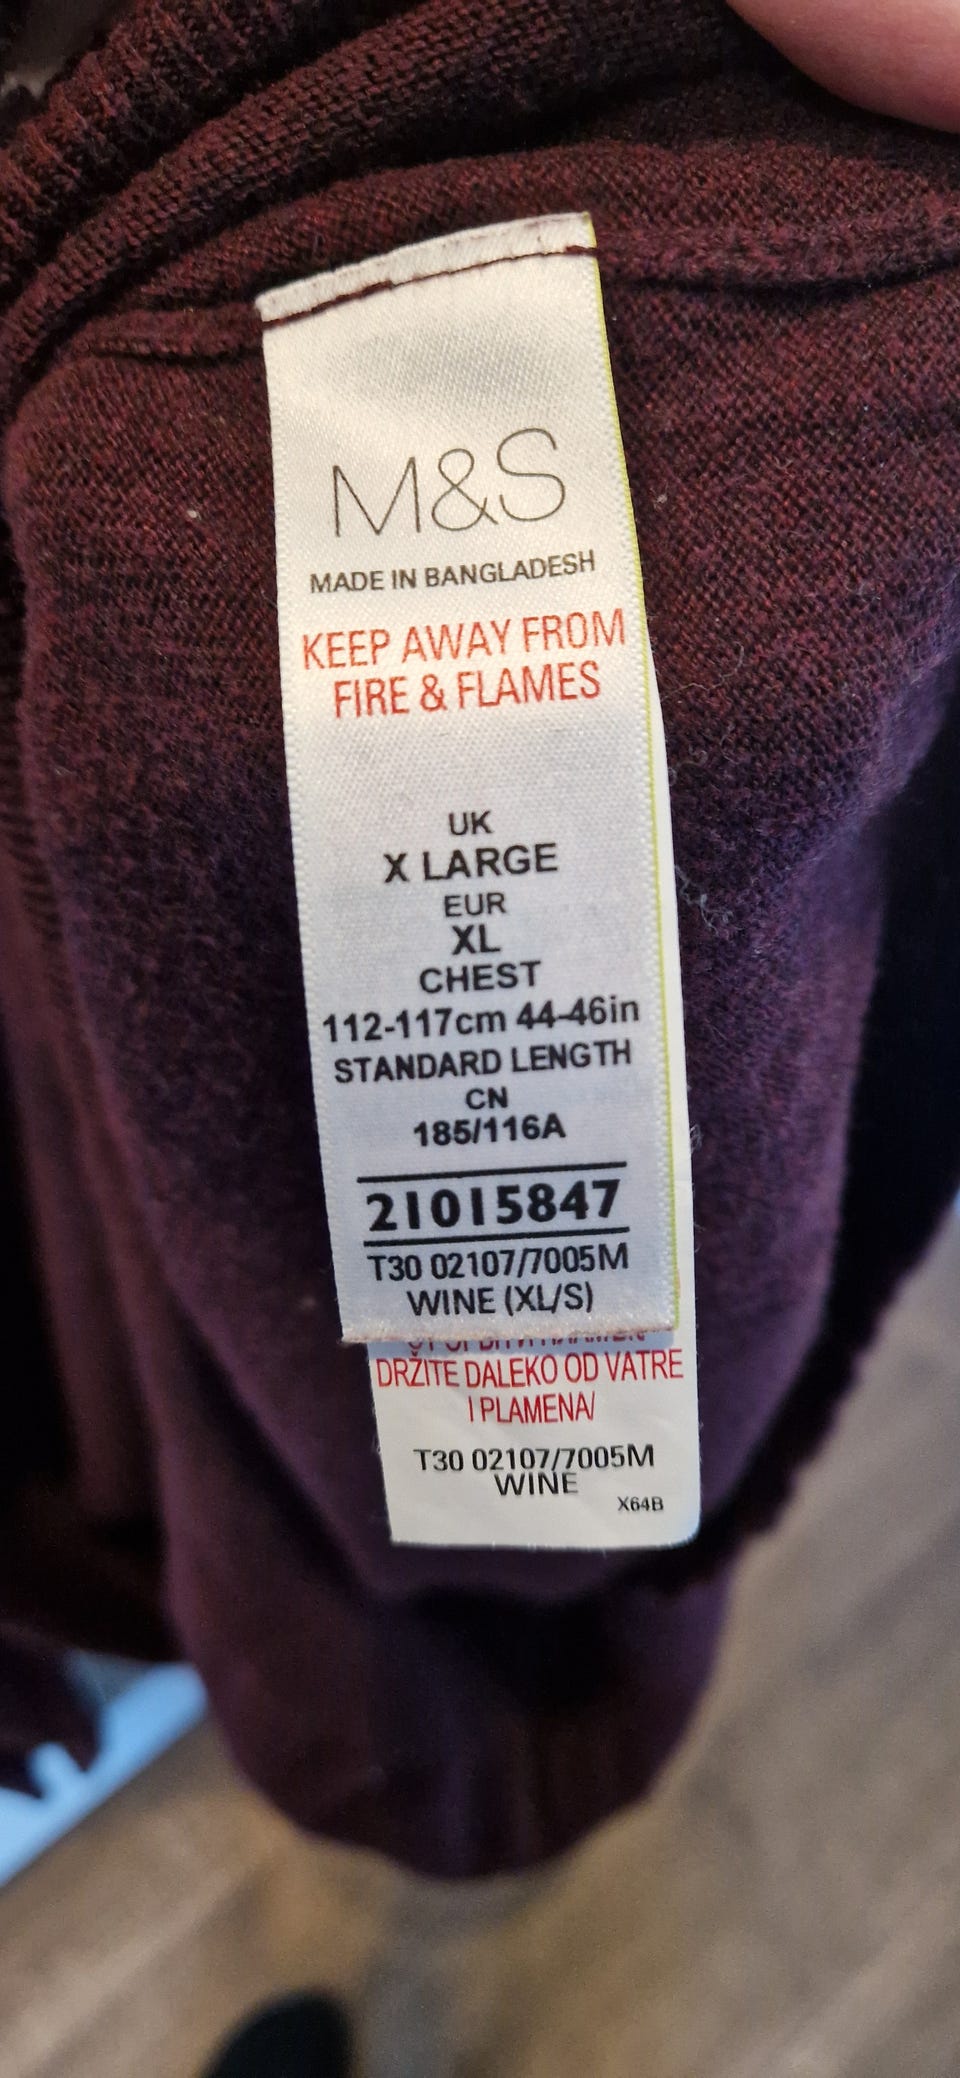 M&S
MADE IN BANGLADESH
KEEP AWAY FROM
FIRE & FLAMES
UK
X LARGE
EUR
XL
CHEST
112-117cm 44-46in
STANDARD LENGTH
CN
185/116A
21015847
T30 02107/7005M
WINE (XL/S)
DRŽITE DALEKO OD VATRE
I PLAMENA/
T30 02107/7005M
WINE
X64B